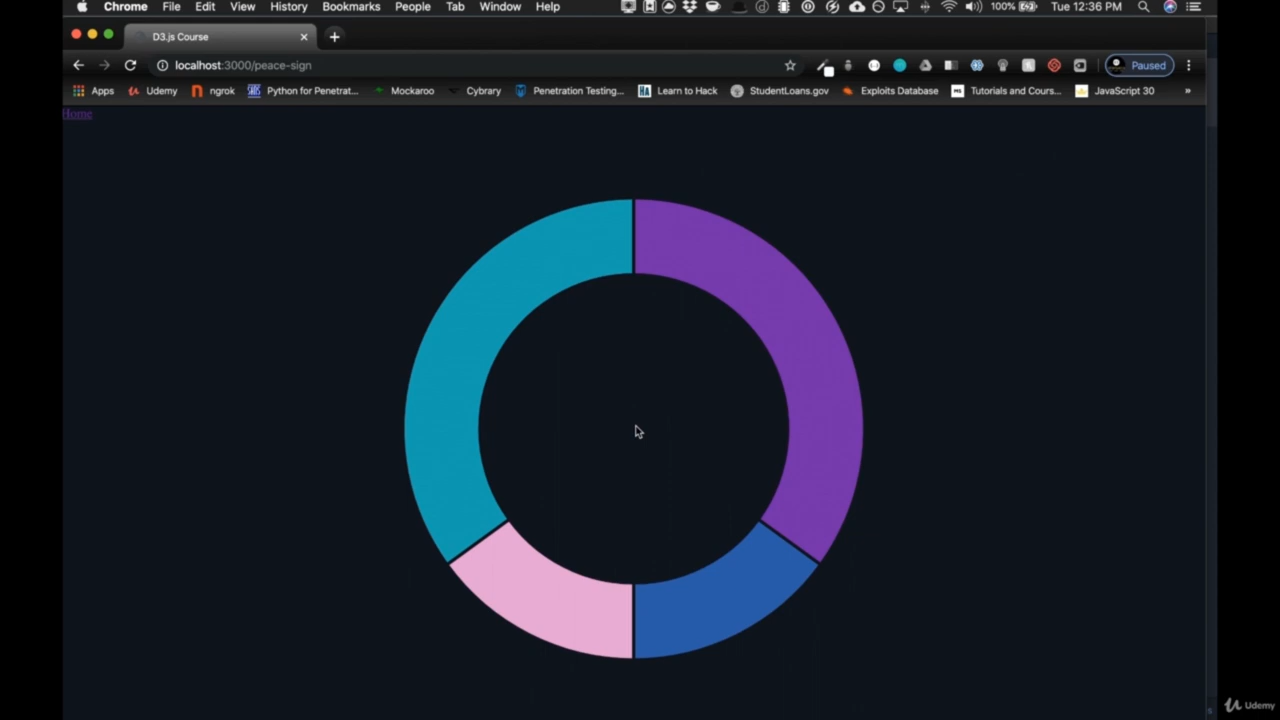 Chrome File Edit View History Bookmarks People Tab Window Help 100% Tue 12:36 PM
D3.js Course
localhost:3000/peace-sign Paused
Apps Udemy ngrok Python for Penetrat... Mockaroo Cybrary Penetration Testing... HA Learn to Hack StudentLoans.gov Exploits Database MS Tutorials and Cours... JavaScript 30 »
Home
Udemy